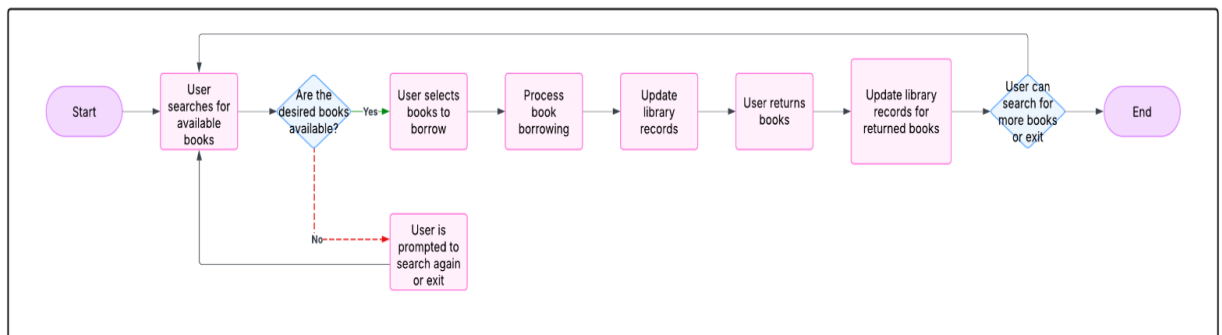 Start
User
searches for
available
books
Are the
desired books
available?
Yes
User selects
books to
borrow
Process
book
borrowing
Update
library
records
User returns
books
Update library
records for
returned books
User can
search for
more books
or exit
End
No
User is
prompted to
search again
or exit